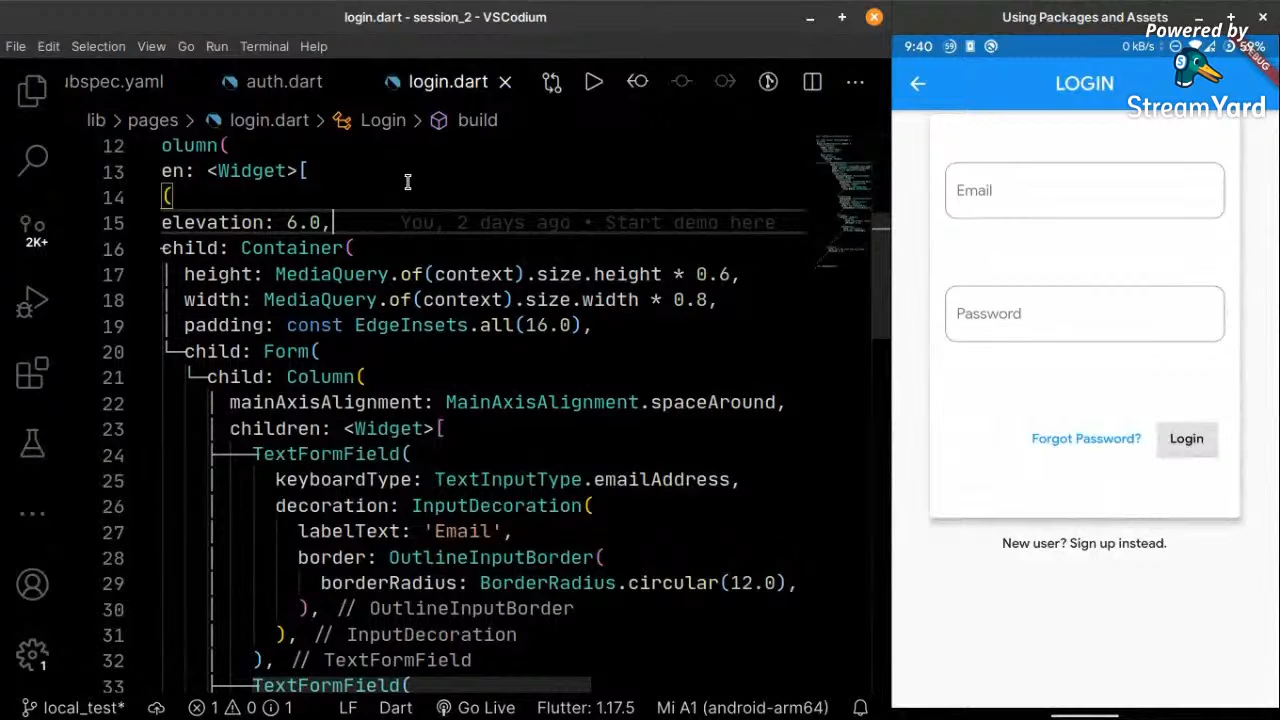 login.dart - session_2 - VSCodium
File Edit Selection View Go Run Terminal Help
ıbspec.yaml auth.dart login.dart
lib > pages > login.dart > Login > build
12 olumn(
13 en: <Widget>[
14 (
15 elevation: 6.0, You, 2 days ago • Start demo here
16 child: Container(
17 height: MediaQuery.of(context).size.height * 0.6,
18 width: MediaQuery.of(context).size.width * 0.8,
19 padding: const EdgeInsets.all(16.0),
20 child: Form(
21 child: Column(
22 mainAxisAlignment: MainAxisAlignment.spaceAround,
23 children: <Widget>[
24 TextFormField(
25 keyboardType: TextInputType.emailAddress,
26 decoration: InputDecoration(
27 labelText: 'Email',
28 border: OutlineInputBorder(
29 borderRadius: BorderRadius.circular(12.0),
30 ), // OutlineInputBorder
31 ), // InputDecoration
32 ), // TextFormField
33 TextFormField(
2K+
1
local_test* 1 0 1 LF Dart Go Live Flutter: 1.17.5 Mi A1 (android-arm64)
Using Packages and Assets
Powered by
StreamYard
9:40 59 0 kB/s 59%
DEBUG
LOGIN
Email
Password
Forgot Password? Login
New user? Sign up instead.